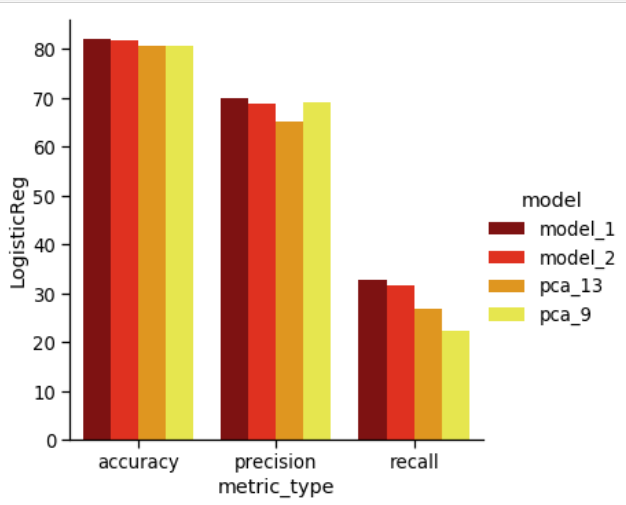 LogisticReg
80
70
60
50
40
30
20
10
0
accuracy
precision
recall
metric_type
model
model_1
model_2
pca_13
pca_9